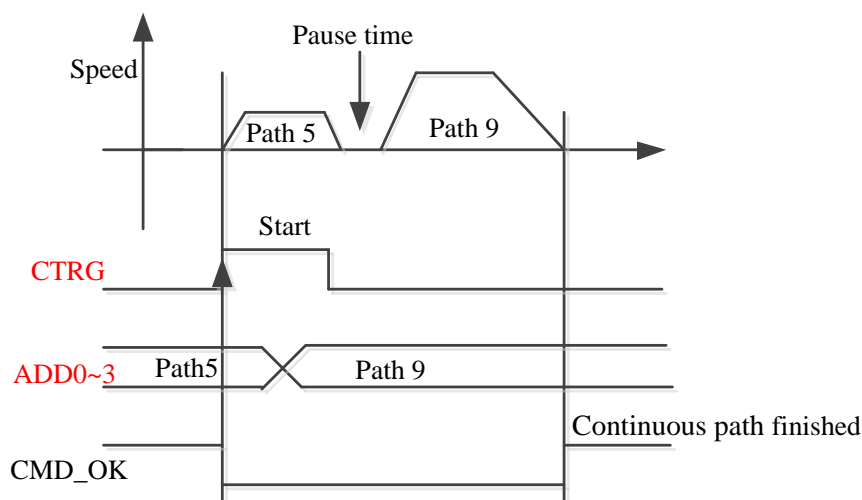 Pause time
Speed
Path 5
Path 9
Start
CTRG
ADD0~3
Path5
Path 9
Continuous path finished
CMD_OK